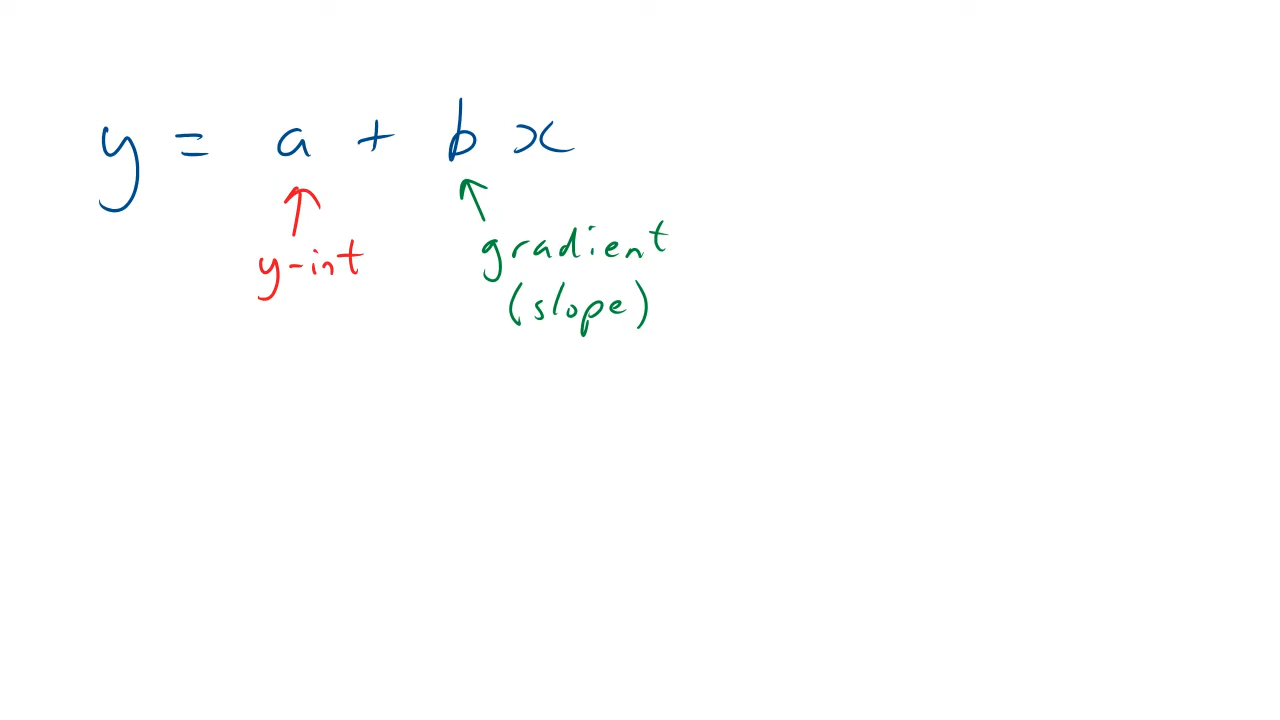 y = a + b x
y-int
gradient
(slope)